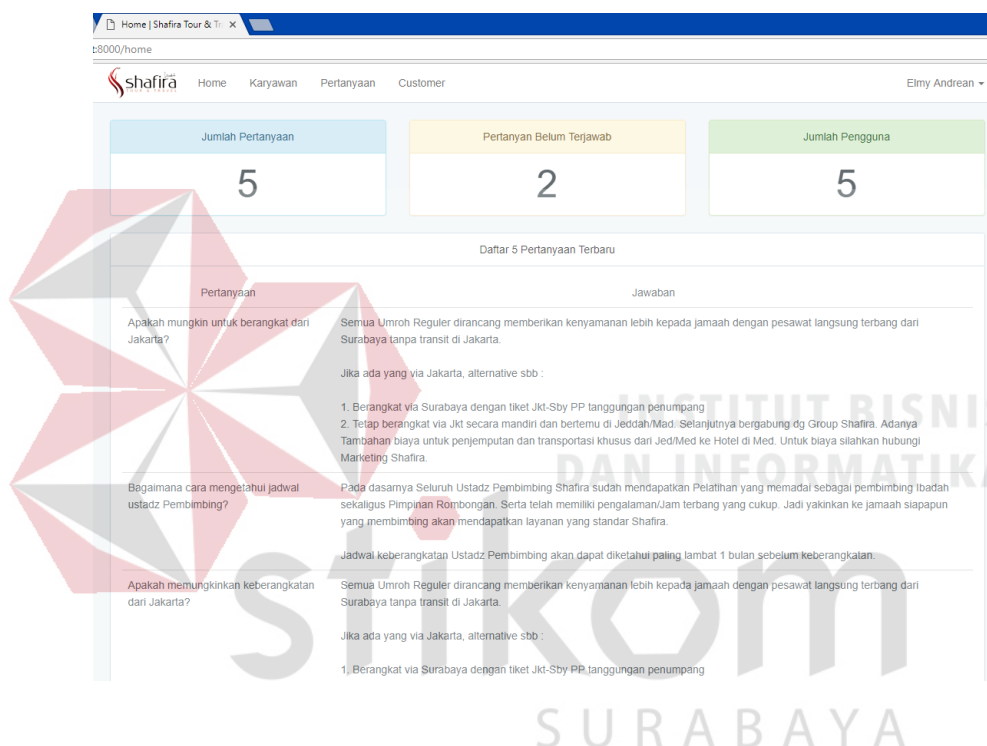 Home | Shafira Tour & Tr
:8000/home
shafira Home Karyawan Pertanyaan Customer Elmy Andrean
TOUR & TRAVEL
Jumlah Pertanyaan Pertanyan Belum Terjawab Jumlah Pengguna
5 2 5
Daftar 5 Pertanyaan Terbaru
Pertanyaan Jawaban
Apakah mungkin untuk berangkat dari
Jakarta?
Semua Umroh Reguler dirancang memberikan kenyamanan lebih kepada jamaah dengan pesawat langsung terbang dari
Surabaya tanpa transit di Jakarta.
Jika ada yang via Jakarta, alternative sbb :
1. Berangkat via Surabaya dengan tiket Jkt-Sby PP tanggungan penumpang
2. Tetap berangkat via Jkt secara mandiri dan bertemu di Jeddah/Mad. Selanjutnya bergabung dg Group Shafira. Adanya
Tambahan biaya untuk penjemputan dan transportasi khusus dari Jed/Med ke Hotel di Med. Untuk biaya silahkan hubungi
Marketing Shafira.
Bagaimana cara mengetahui jadwal
ustadz Pembimbing?
Pada dasarnya Seluruh Ustadz Pembimbing Shafira sudah mendapatkan Pelatihan yang memadai sebagai pembimbing Ibadah
sekaligus Pimpinan Rombongan. Serta telah memiliki pengalaman/Jam terbang yang cukup. Jadi yakinkan ke jamaah siapapun
yang membimbing akan mendapatkan layanan yang standar Shafira.
Jadwal keberangkatan Ustadz Pembimbing akan dapat diketahui paling lambat 1 bulan sebelum keberangkatan.
Apakah memungkinkan keberangkatan
dari Jakarta?
Semua Umroh Reguler dirancang memberikan kenyamanan lebih kepada jamaah dengan pesawat langsung terbang dari
Surabaya tanpa transit di Jakarta.
Jika ada yang via Jakarta, alternative sbb :
1. Berangkat via Surabaya dengan tiket Jkt-Sby PP tanggungan penumpang
INSTITUT BISNIS
DAN INFORMATIKA
stikom
SURABAYA